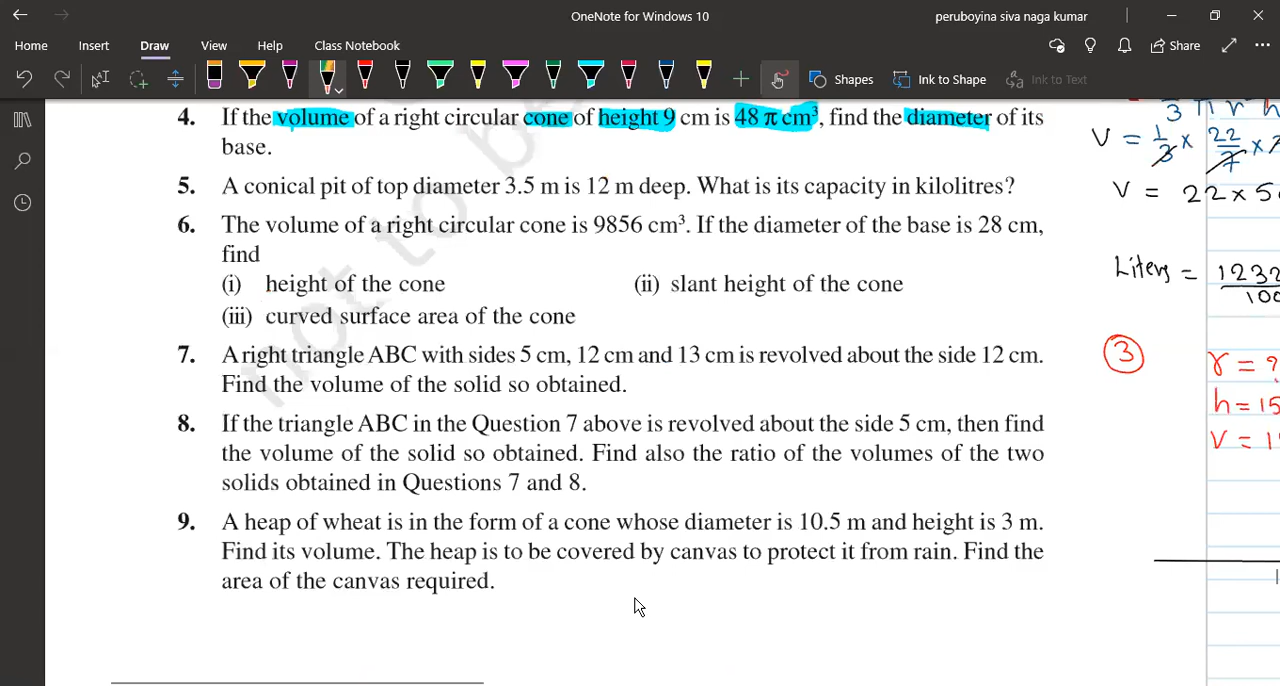 OneNote for Windows 10
peruboyina siva naga kumar
Home Insert Draw View Help Class Notebook
Share
Shapes Ink to Shape Ink to Text
4. If the volume of a right circular cone of height 9 cm is 48 π cm³, find the diameter of its
base.
5. A conical pit of top diameter 3.5 m is 12 m deep. What is its capacity in kilolitres?
6. The volume of a right circular cone is 9856 cm³. If the diameter of the base is 28 cm,
find
(i) height of the cone (ii) slant height of the cone
(iii) curved surface area of the cone
7. A right triangle ABC with sides 5 cm, 12 cm and 13 cm is revolved about the side 12 cm.
Find the volume of the solid so obtained.
8. If the triangle ABC in the Question 7 above is revolved about the side 5 cm, then find
the volume of the solid so obtained. Find also the ratio of the volumes of the two
solids obtained in Questions 7 and 8.
9. A heap of wheat is in the form of a cone whose diameter is 10.5 m and height is 3 m.
Find its volume. The heap is to be covered by canvas to protect it from rain. Find the
area of the canvas required.
not to be
3 π r h
V = 1/3 × 22/7 ×
V = 22 × 5
Liters = 1232/100
3
r = ?
h = 15
V = 1